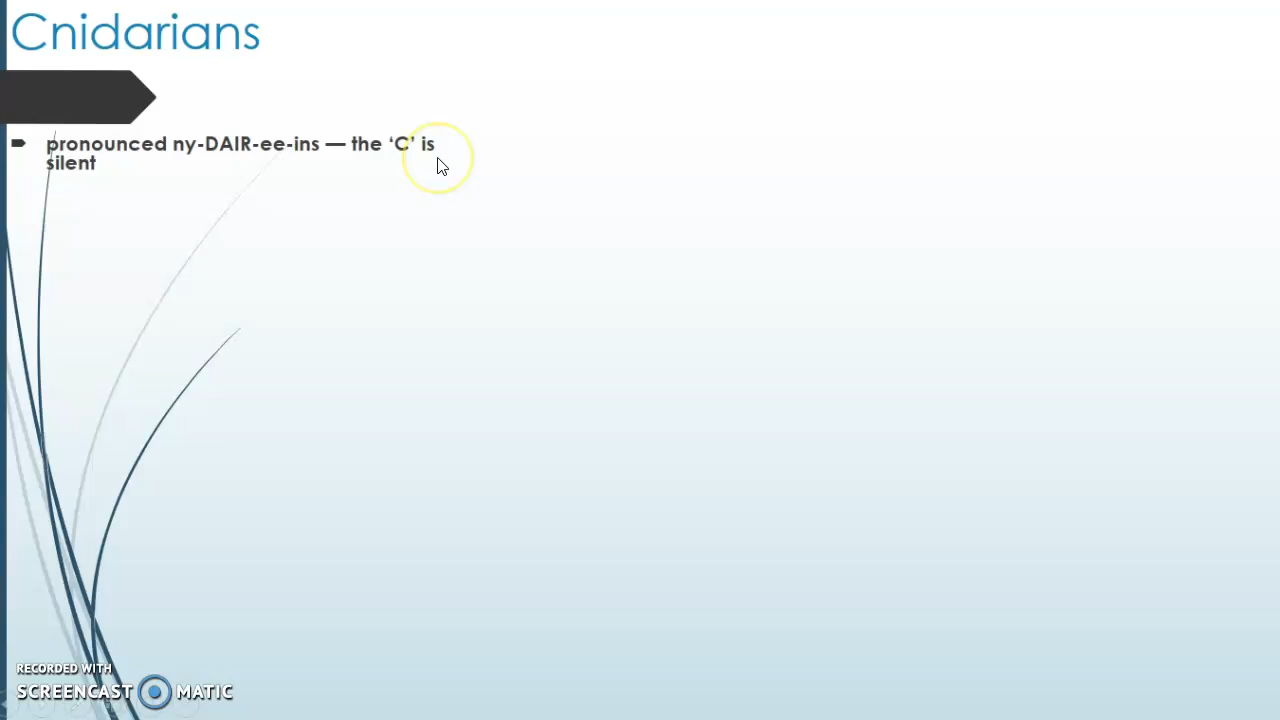 Cnidarians
pronounced ny-DAIR-ee-ins — the ‘C’ is
silent
RECORDED WITH
SCREENCAST MATIC